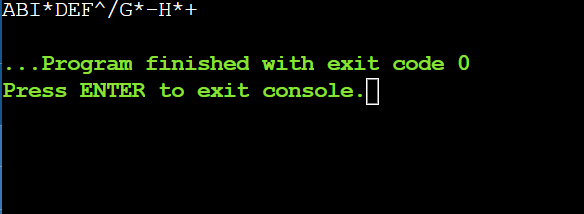 ABI*DEF^/G*-H*+
...Program finished with exit code 0
Press ENTER to exit console.